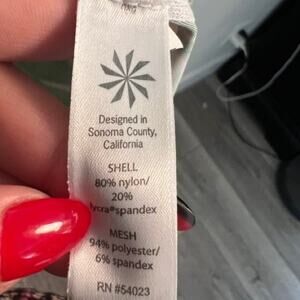 Designed in
Sonoma County,
California
SHELL
80% nylon/
20%
lycra®spandex
MESH
94% polyester/
6% spandex
RN #54023